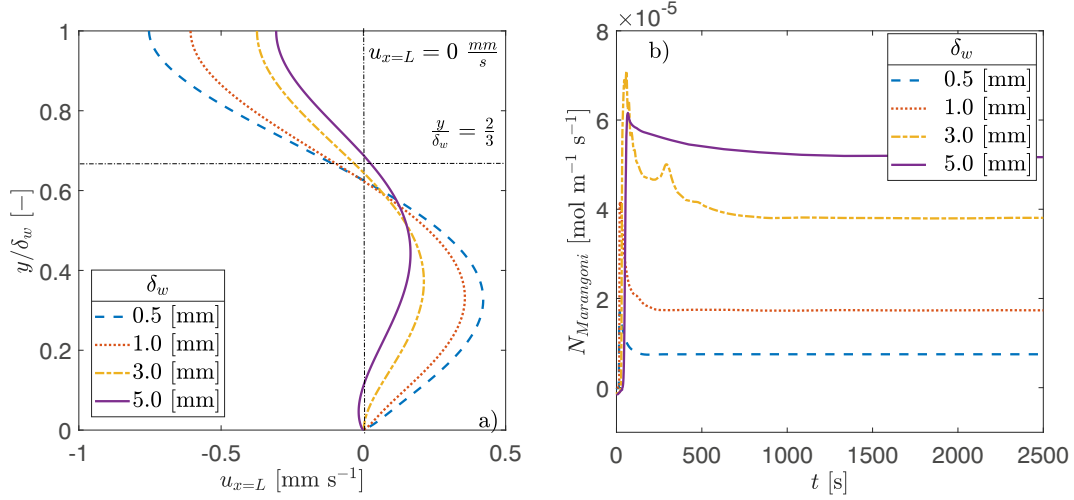 1
0.8
0.6
0.4
0.2
0
y/δ_w [−]
u_{x=L} = 0 mm/s
y/δ_w = 2/3
δ_w
0.5 [mm]
1.0 [mm]
3.0 [mm]
5.0 [mm]
a)
-1
-0.5
0
0.5
u_{x=L} [mm s⁻¹]
×10⁻⁵
8
6
4
2
0
N_{Marangoni} [mol m⁻¹ s⁻¹]
b)
δ_w
0.5 [mm]
1.0 [mm]
3.0 [mm]
5.0 [mm]
0
500
1000
1500
2000
2500
t [s]